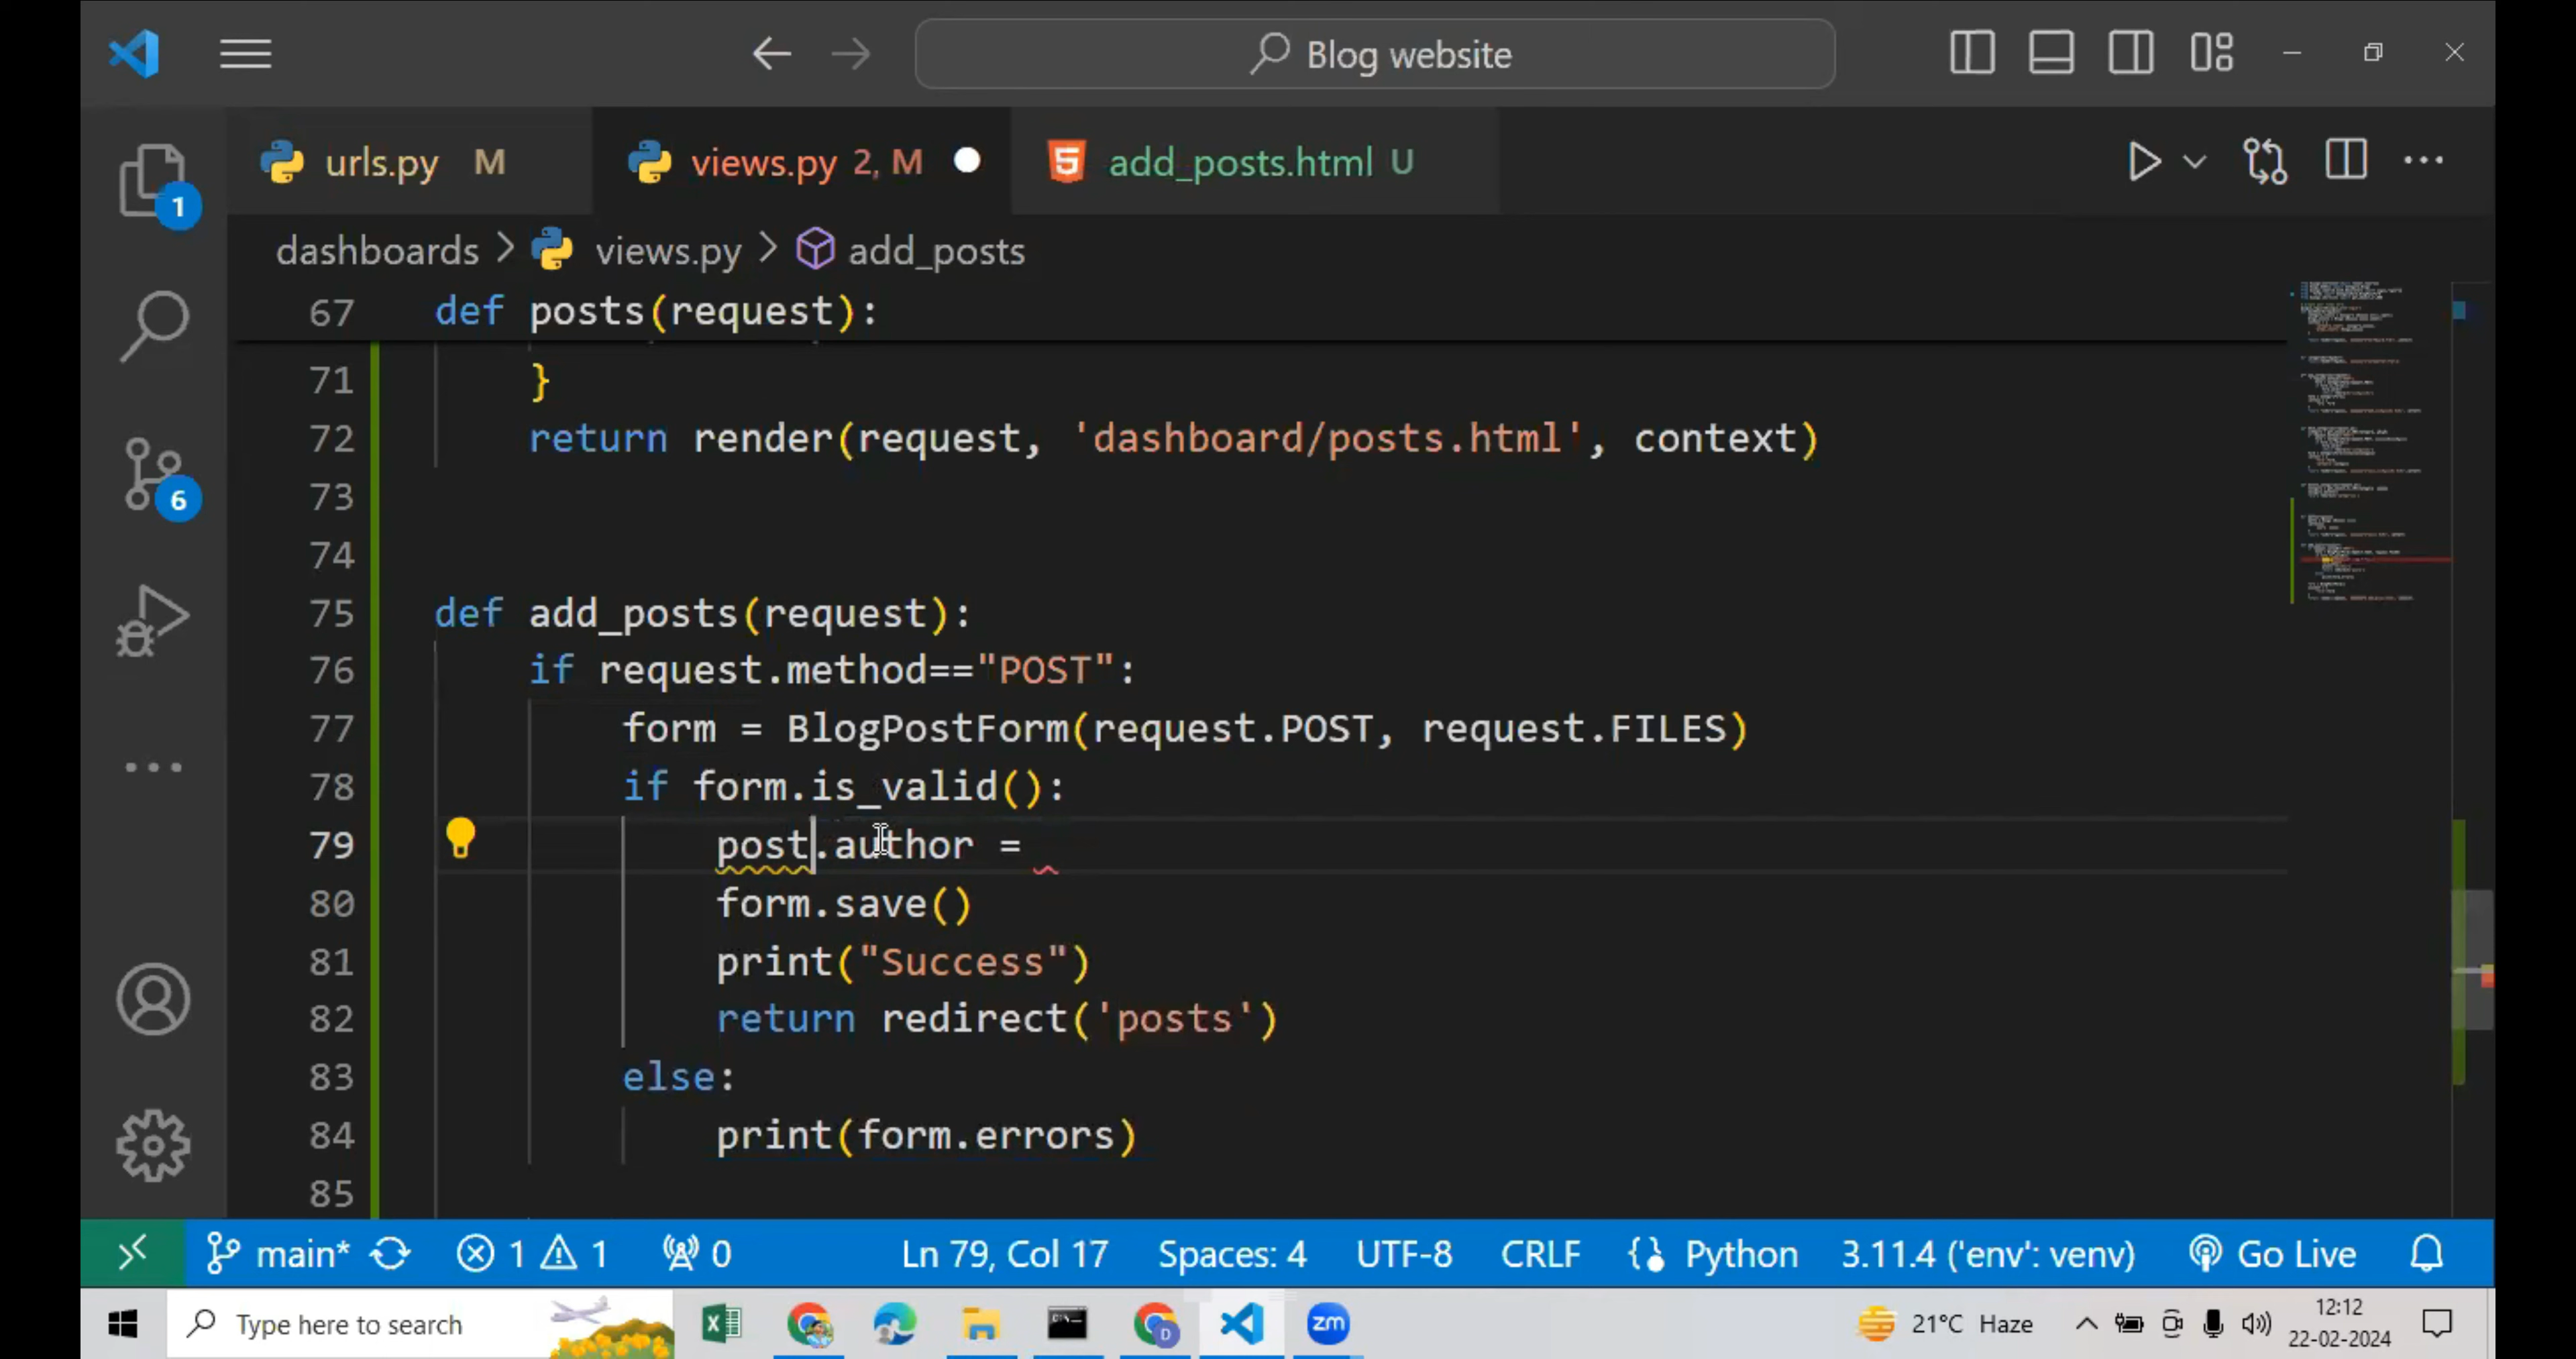 Blog website
urls.py M
views.py 2, M
add_posts.html U
1
dashboards > views.py > add_posts
67 def posts(request):
71 }
72 return render(request, 'dashboard/posts.html', context)
73
74
75 def add_posts(request):
76 if request.method=="POST":
77 form = BlogPostForm(request.POST, request.FILES)
78 if form.is_valid():
79 post.author =
80 form.save()
81 print("Success")
82 return redirect('posts')
83 else:
84 print(form.errors)
85
6
main* 1 1 0 Ln 79, Col 17 Spaces: 4 UTF-8 CRLF Python 3.11.4 ('env': venv) Go Live
Type here to search
zm
21°C Haze
12:12
22-02-2024